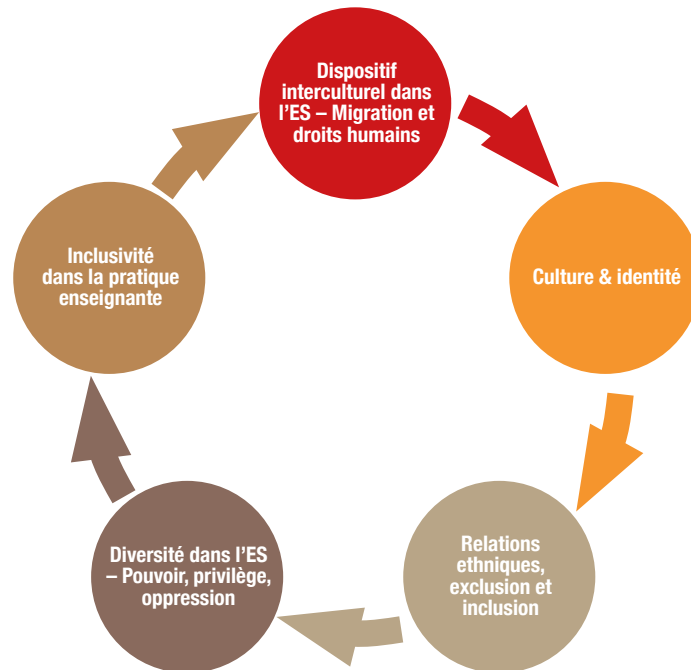 Dispositif
interculturel dans
l'ES – Migration et
droits humains
Culture & identité
Relations
ethniques,
exclusion et
inclusion
Diversité dans l'ES
– Pouvoir, privilège,
oppression
Inclusivité
dans la pratique
enseignante